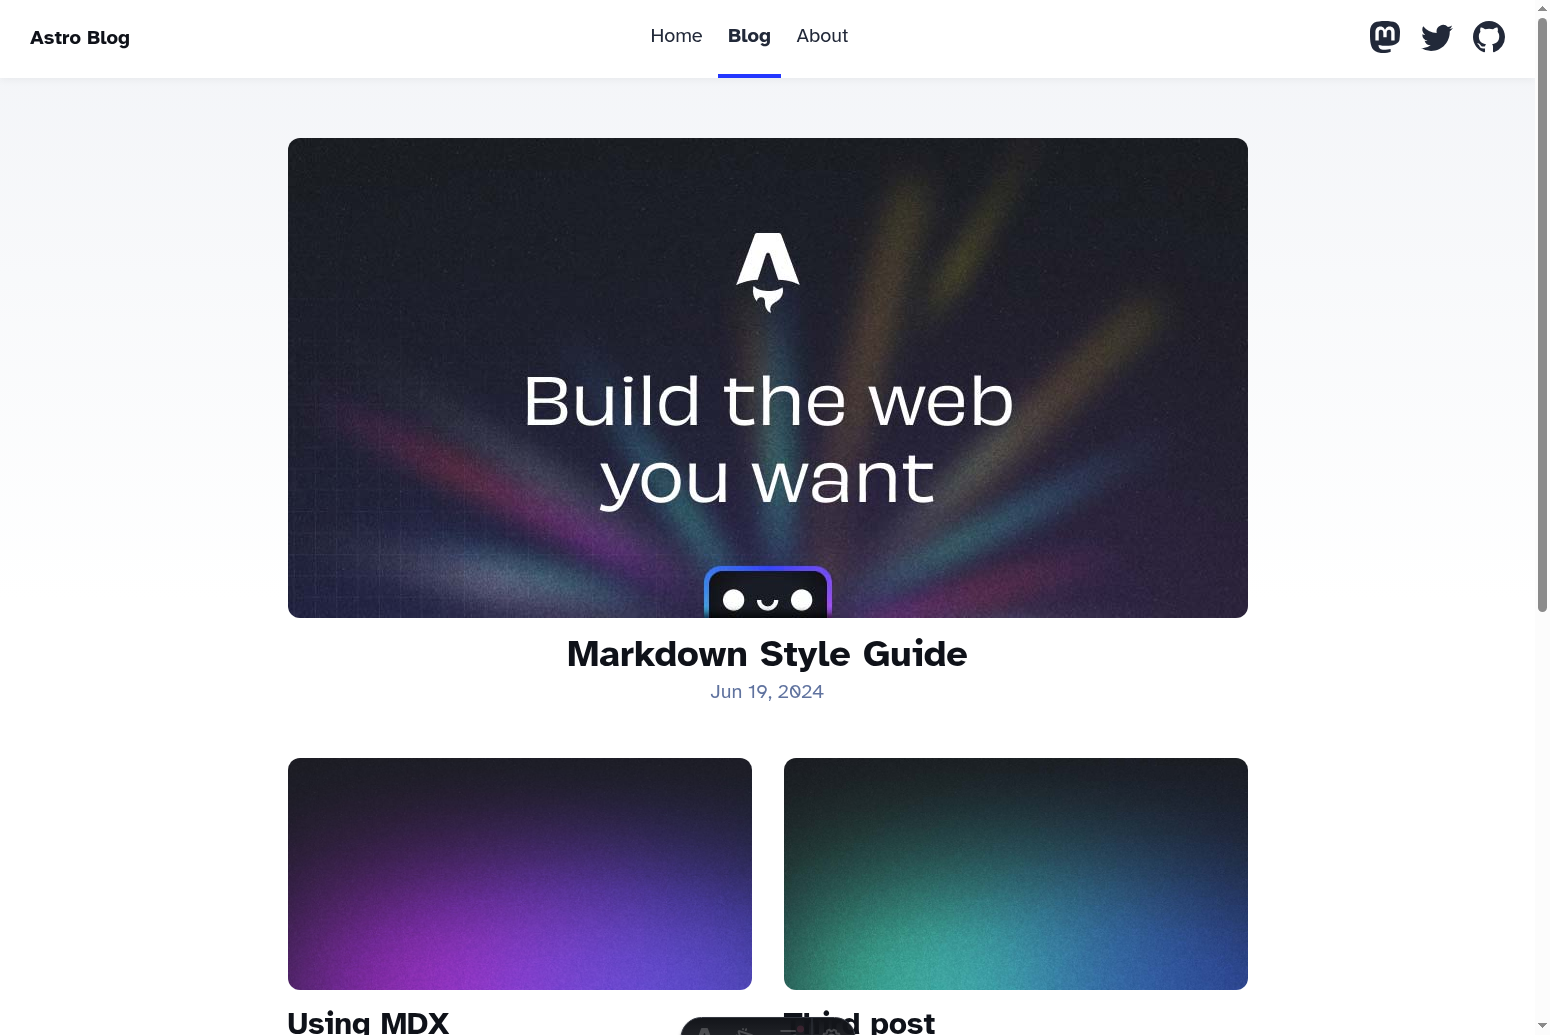 Astro Blog
Home
Blog
About
Build the web
you want
Markdown Style Guide
Jun 19, 2024
Using MDX
Third post